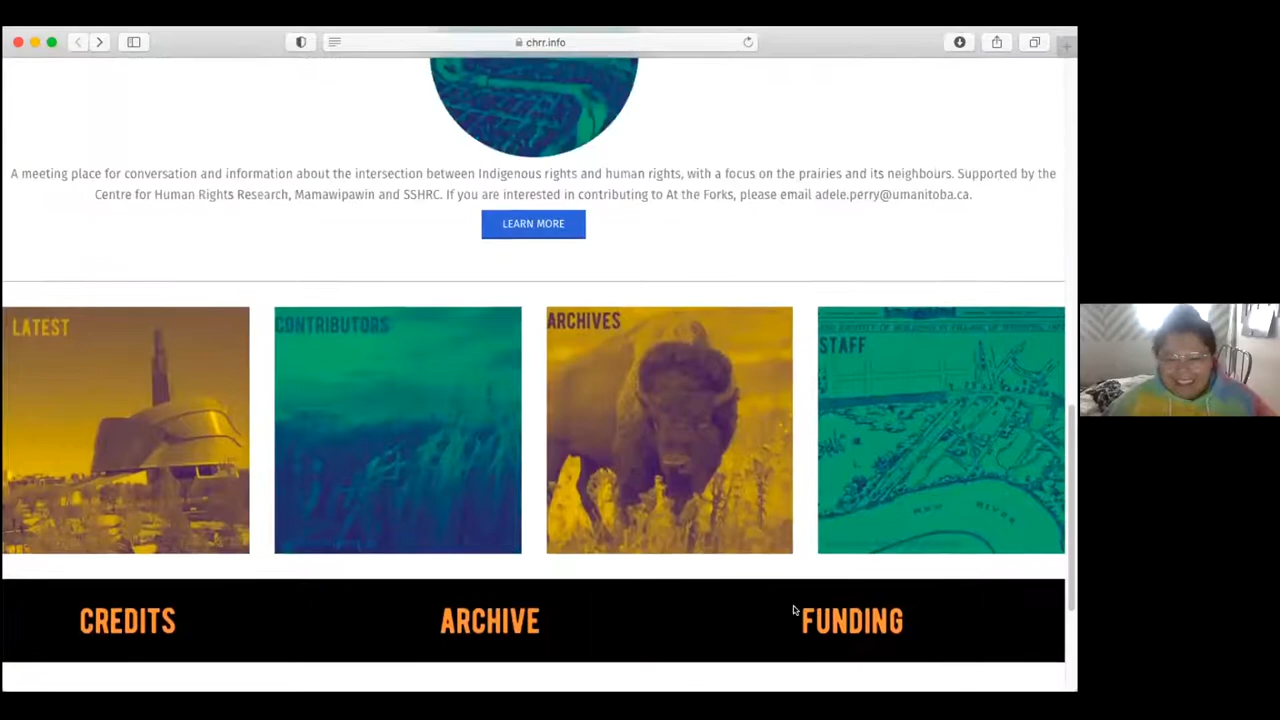 chrr.info
A meeting place for conversation and information about the intersection between Indigenous rights and human rights, with a focus on the prairies and its neighbours. Supported by the
Centre for Human Rights Research, Mamawipawin and SSHRC. If you are interested in contributing to At the Forks, please email adele.perry@umanitoba.ca.
LEARN MORE
LATEST
CONTRIBUTORS
ARCHIVES
STAFF
RIVER
CREDITS
ARCHIVE
FUNDING